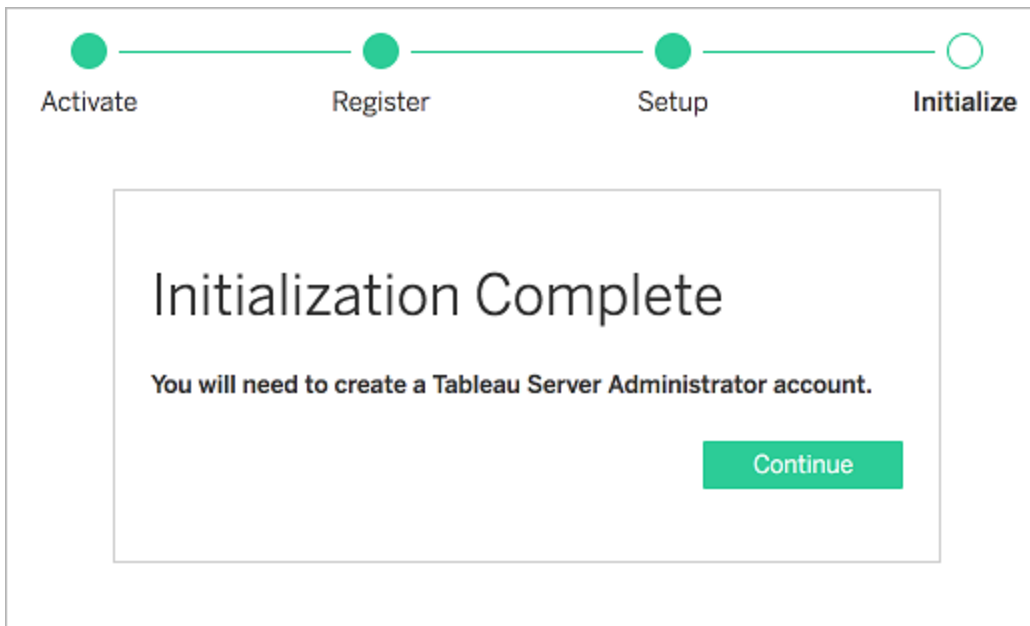 Activate Register Setup Initialize
Initialization Complete
You will need to create a Tableau Server Administrator account.
Continue